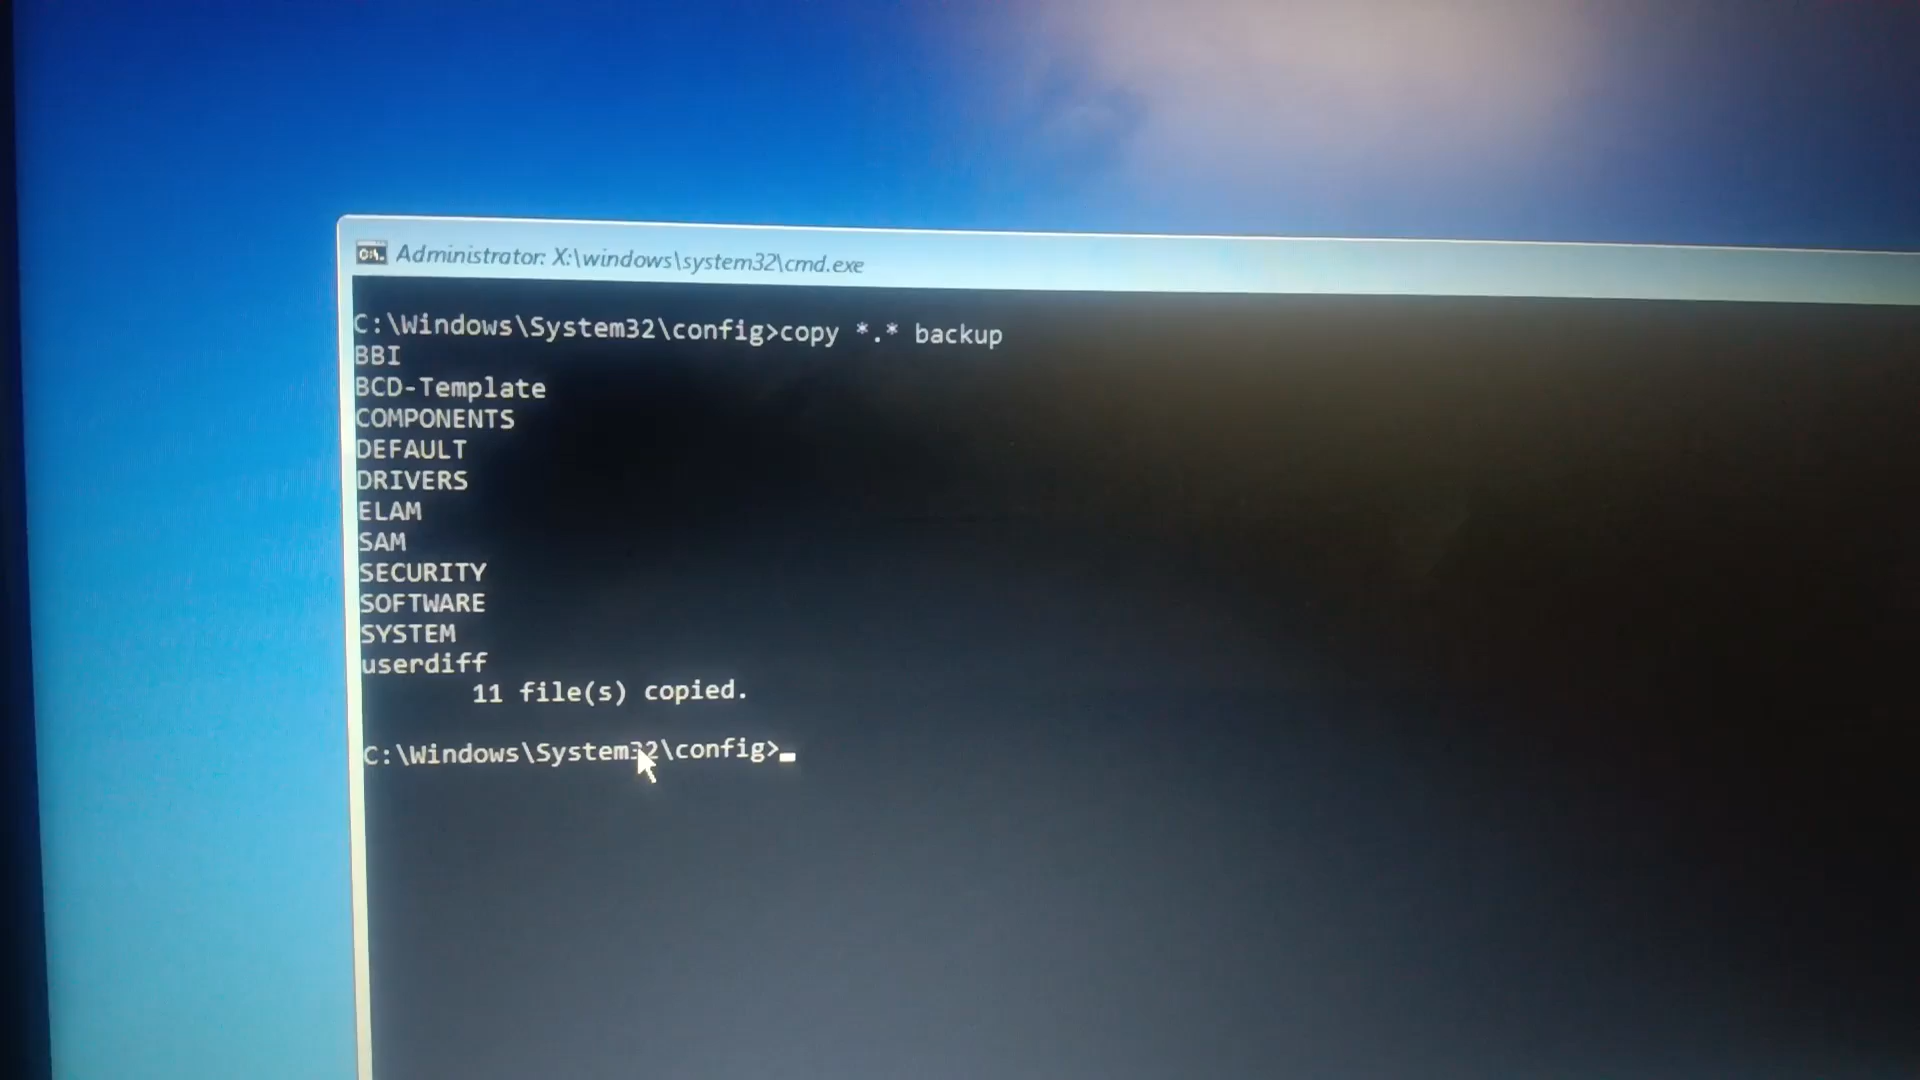 Administrator: X:\windows\system32\cmd.exe
C:\Windows\System32\config>copy *.* backup
BBI
BCD-Template
COMPONENTS
DEFAULT
DRIVERS
ELAM
SAM
SECURITY
SOFTWARE
SYSTEM
userdiff
11 file(s) copied.
C:\Windows\System32\config>